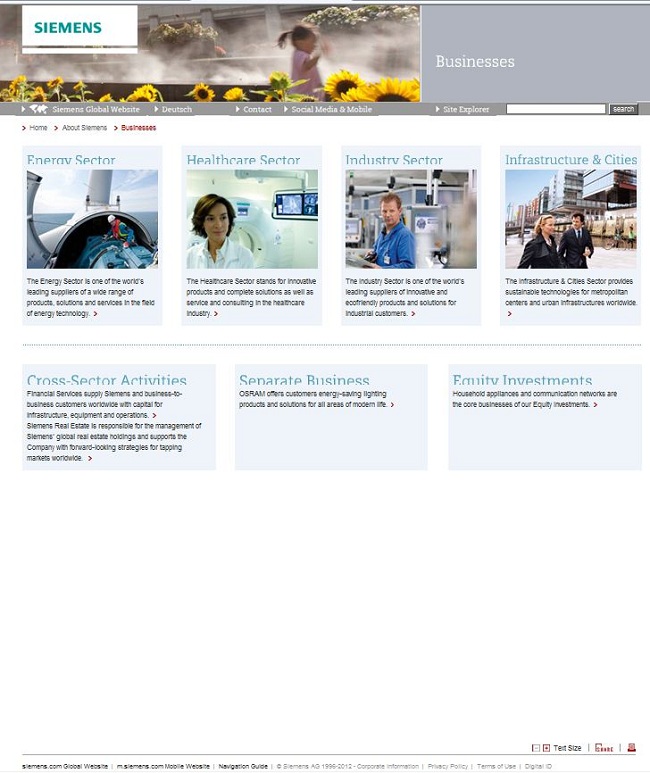 SIEMENS
Businesses
Siemens Global Website Deutsch Contact Social Media & Mobile Site Explorer search
Home About Siemens Businesses
Energy Sector
The Energy Sector is one of the world's
leading suppliers of a wide range of
products, solutions and services in the field
of energy technology.
Healthcare Sector
The Healthcare Sector stands for innovative
products and complete solutions as well as
service and consulting in the healthcare
industry.
Industry Sector
The Industry Sector is one of the world's
leading suppliers of innovative and
ecofriendly products and solutions for
industrial customers.
Infrastructure & Cities
The Infrastructure & Cities Sector provides
sustainable technologies for metropolitan
centers and urban infrastructures worldwide.
Cross-Sector Activities
Financial Services supply Siemens and business-to-
business customers worldwide with capital for
infrastructure, equipment and operations.
Siemens Real Estate is responsible for the management of
Siemens' global real estate holdings and supports the
Company with forward-looking strategies for tapping
markets worldwide.
Separate Business
OSRAM offers customers energy-saving lighting
products and solutions for all areas of modern life.
Equity Investments
Household appliances and communication networks are
the core businesses of our Equity Investments.
Text Size | SHARE |
siemens.com Global Website | m.siemens.com Mobile Website | Navigation Guide | © Siemens AG 1996-2012 - Corporate Information | Privacy Policy | Terms of Use | Digital ID